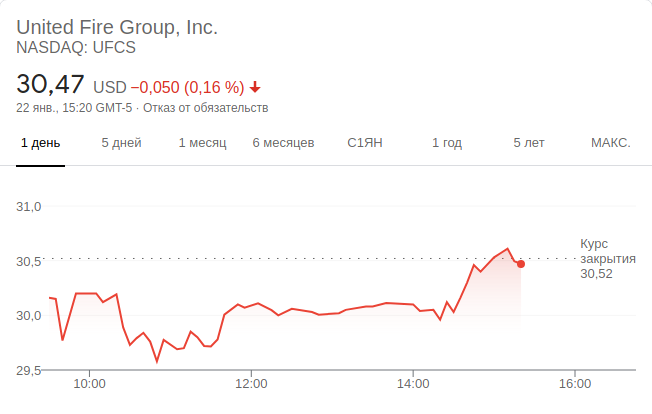 United Fire Group, Inc.
NASDAQ: UFCS
30,47 USD −0,050 (0,16 %)
22 янв., 15:20 GMT-5 · Отказ от обязательств
1 день 5 дней 1 месяц 6 месяцев С1ЯН 1 год 5 лет МАКС.
31,0
Курс
30,5 закрытия
30,52
30,0
29,5
10:00 12:00 14:00 16:00